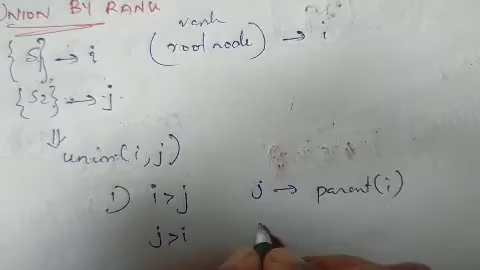 UNION BY RANK
{S1} → i
rank
(root node) → i
{S2} → j
⇓
union(i, j)
1) i>j j → parent(i)
j>i